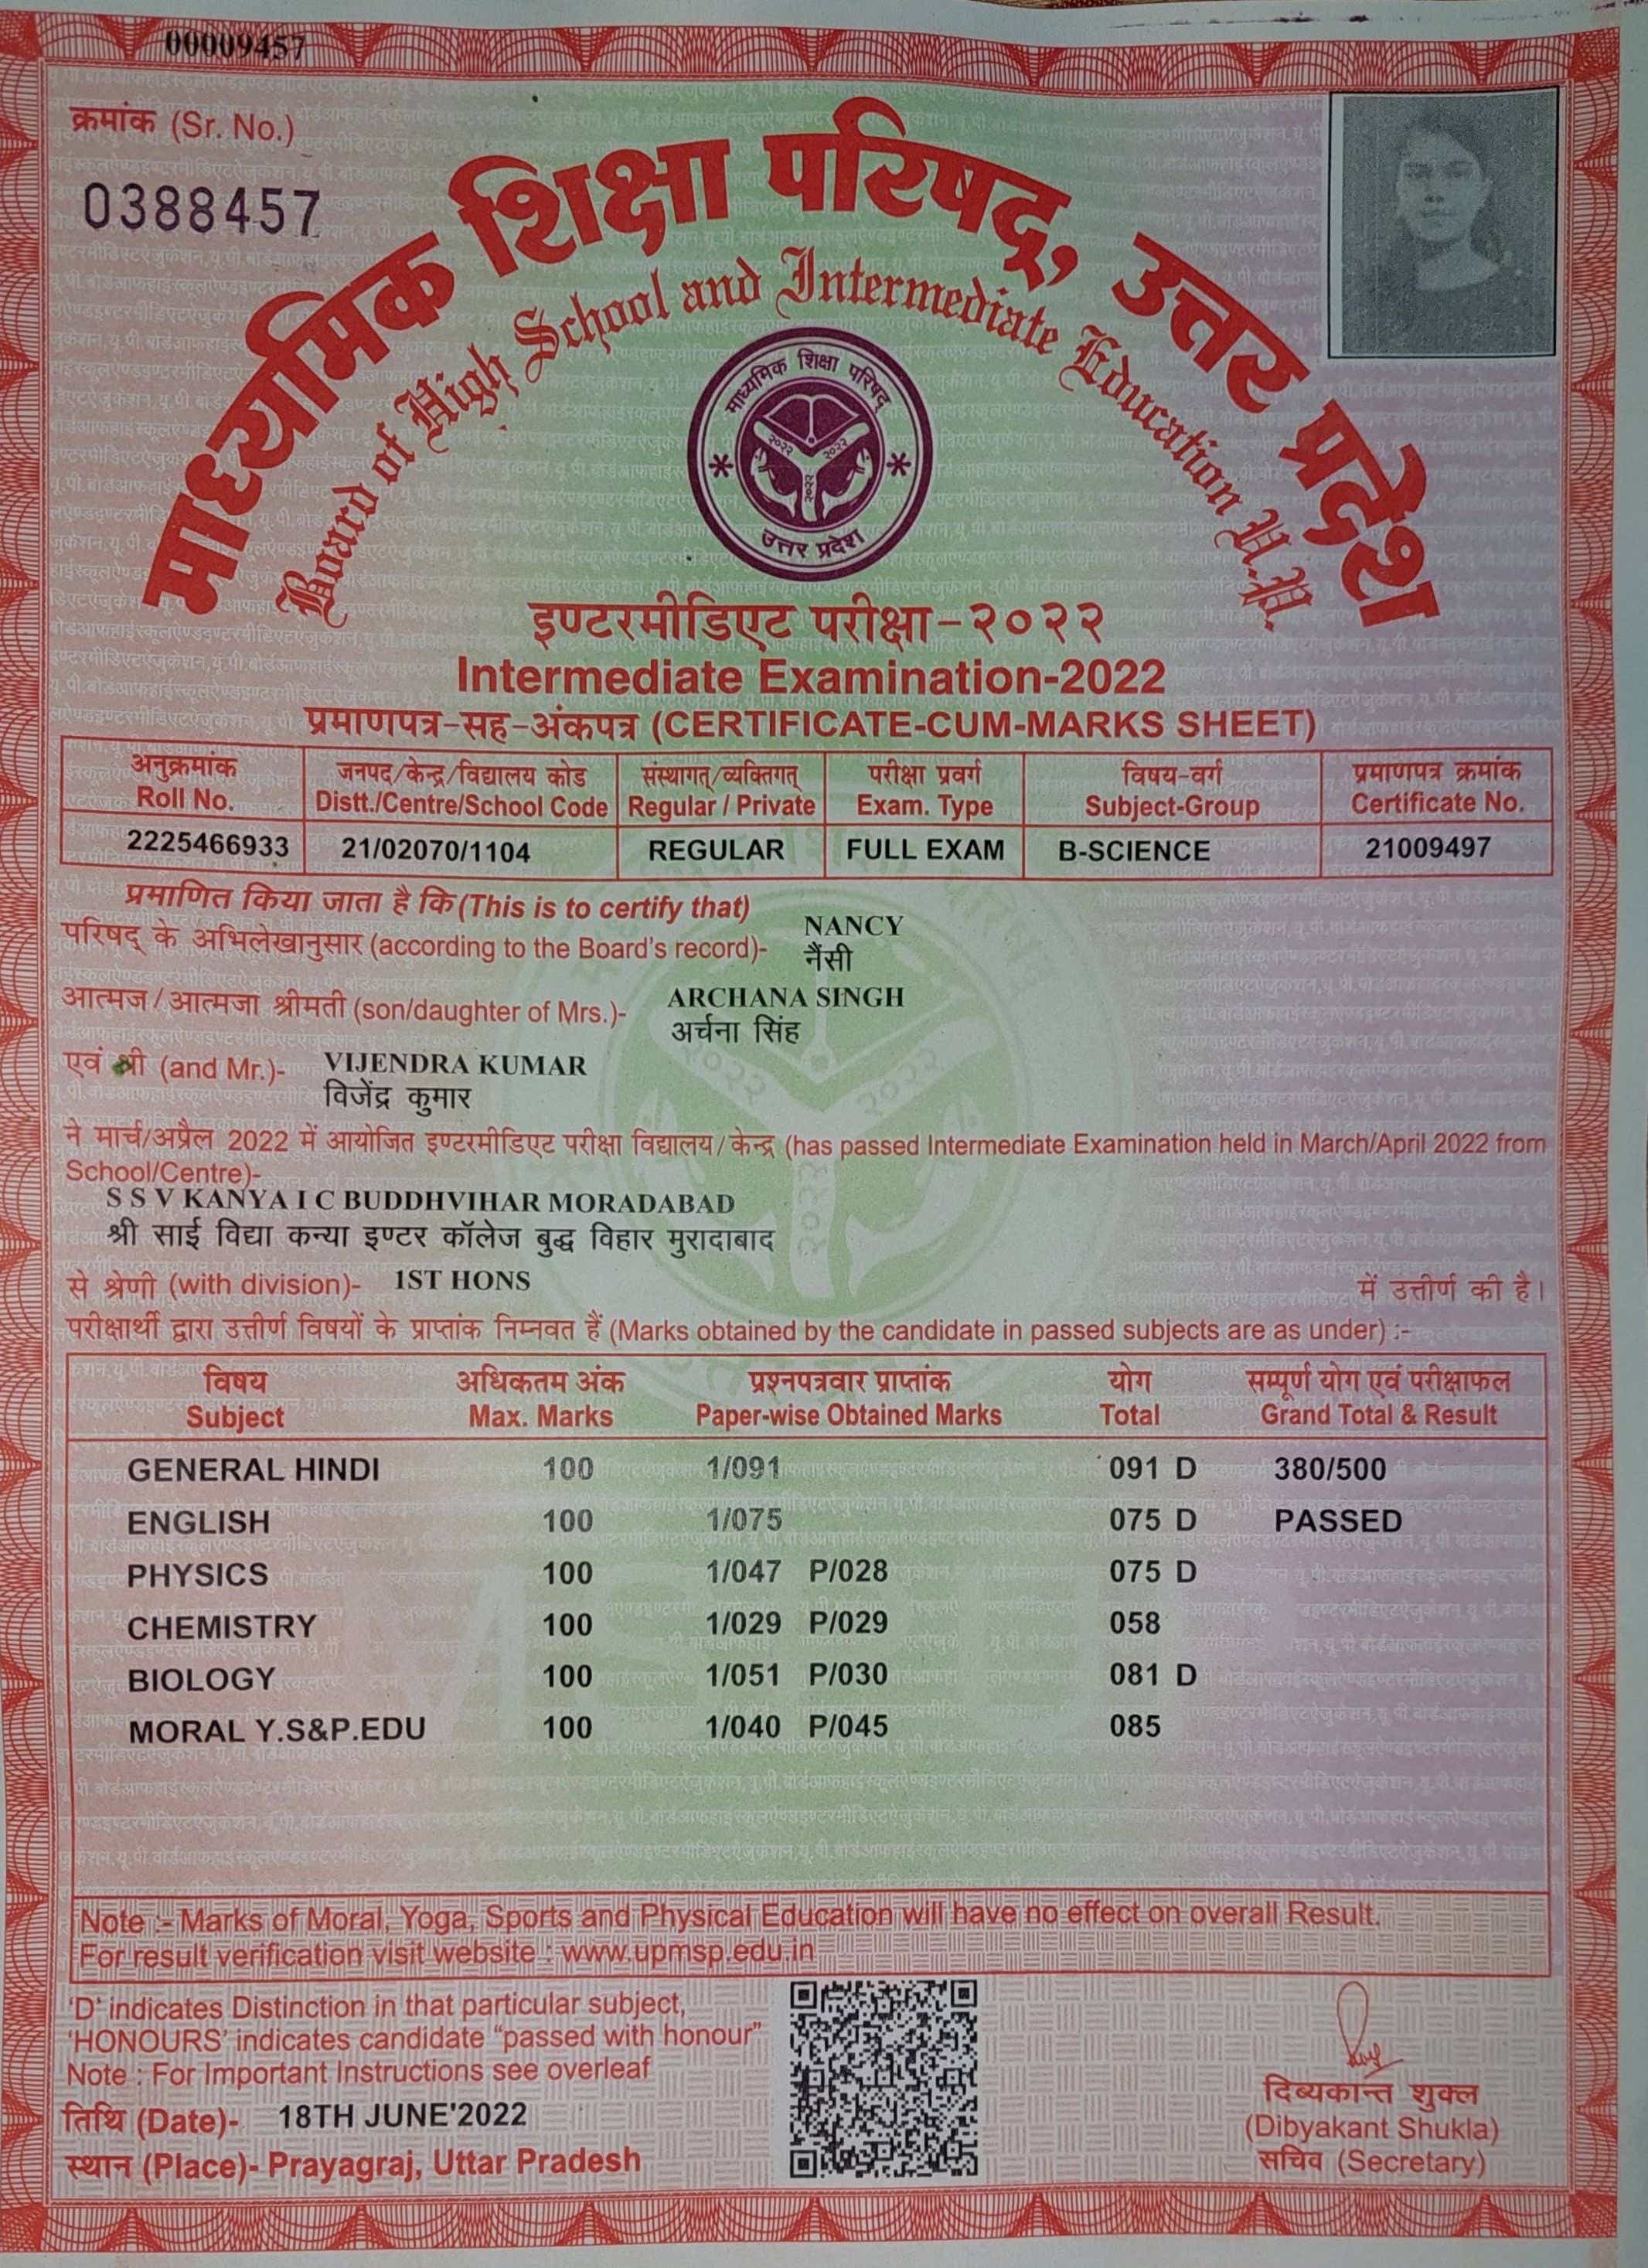 00009457
क्रमांक (Sr. No.)
0388457
माध्यमिक शिक्षा परिषद्, उत्तर प्रदेश
Board of High School and Intermediate Education U.P.
माध्यमिक शिक्षा परिषद्
२०२२ २०२२
२०२२
उत्तर प्रदेश
इण्टरमीडिएट परीक्षा-२०२२
Intermediate Examination-2022
प्रमाणपत्र-सह-अंकपत्र (CERTIFICATE-CUM-MARKS SHEET)
अनुक्रमांक जनपद/केन्द्र/विद्यालय कोड संस्थागत्/व्यक्तिगत् परीक्षा प्रवर्ग विषय-वर्ग प्रमाणपत्र क्रमांक
Roll No. Distt./Centre/School Code Regular / Private Exam. Type Subject-Group Certificate No.
2225466933 21/02070/1104 REGULAR FULL EXAM B-SCIENCE 21009497
प्रमाणित किया जाता है कि (This is to certify that)
परिषद् के अभिलेखानुसार (according to the Board's record)- NANCY
नैंसी
आत्मज/आत्मजा श्रीमती (son/daughter of Mrs.)- ARCHANA SINGH
अर्चना सिंह
एवं श्री (and Mr.)- VIJENDRA KUMAR
विजेंद्र कुमार
ने मार्च/अप्रैल 2022 में आयोजित इण्टरमीडिएट परीक्षा विद्यालय/केन्द्र (has passed Intermediate Examination held in March/April 2022 from
School/Centre)-
S S V KANYA I C BUDDHVIHAR MORADABAD
श्री साई विद्या कन्या इण्टर कॉलेज बुद्ध विहार मुरादाबाद
से श्रेणी (with division)- 1ST HONS में उत्तीर्ण की है।
परीक्षार्थी द्वारा उत्तीर्ण विषयों के प्राप्तांक निम्नवत हैं (Marks obtained by the candidate in passed subjects are as under) :-
विषय अधिकतम अंक प्रश्नपत्रवार प्राप्तांक योग सम्पूर्ण योग एवं परीक्षाफल
Subject Max. Marks Paper-wise Obtained Marks Total Grand Total & Result
GENERAL HINDI 100 1/091 091 D 380/500
ENGLISH 100 1/075 075 D PASSED
PHYSICS 100 1/047 P/028 075 D
CHEMISTRY 100 1/029 P/029 058
BIOLOGY 100 1/051 P/030 081 D
MORAL Y.S&P.EDU 100 1/040 P/045 085
Note :- Marks of Moral, Yoga, Sports and Physical Education will have no effect on overall Result.
For result verification visit website : www.upmsp.edu.in
'D' indicates Distinction in that particular subject,
'HONOURS' indicates candidate "passed with honour"
Note : For Important Instructions see overleaf
तिथि (Date)- 18TH JUNE'2022
स्थान (Place)- Prayagraj, Uttar Pradesh
दिब्यकान्त शुक्ल
(Dibyakant Shukla)
सचिव (Secretary)